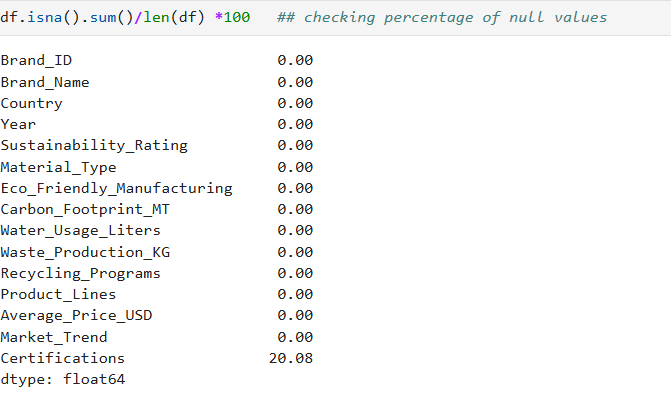 df.isna().sum()/len(df) *100   ## checking percentage of null values
Brand_ID                       0.00
Brand_Name                     0.00
Country                        0.00
Year                           0.00
Sustainability_Rating          0.00
Material_Type                  0.00
Eco_Friendly_Manufacturing     0.00
Carbon_Footprint_MT            0.00
Water_Usage_Liters             0.00
Waste_Production_KG            0.00
Recycling_Programs             0.00
Product_Lines                  0.00
Average_Price_USD              0.00
Market_Trend                   0.00
Certifications                20.08
dtype: float64